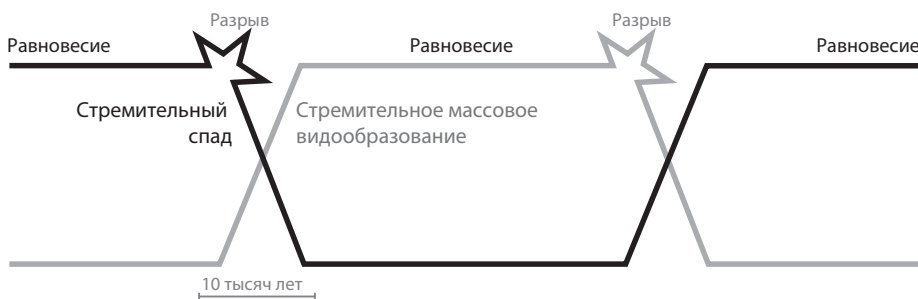 Разрыв
Разрыв
Равновесие
Равновесие
Равновесие
Стремительный
спад
Стремительное массовое
видообразование
10 тысяч лет